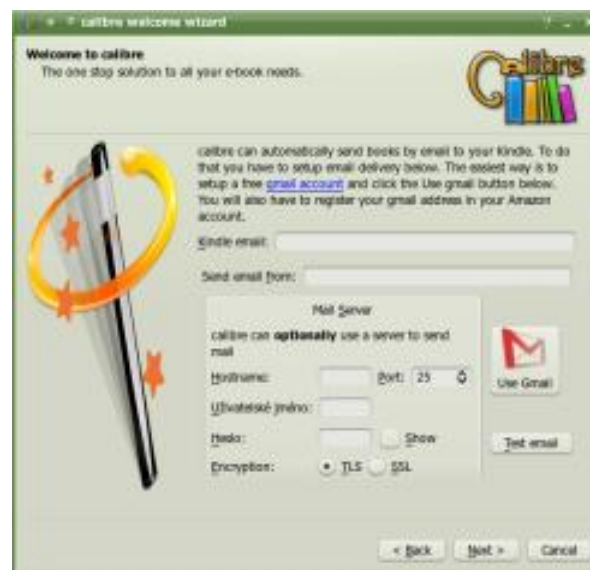 calibre welcome wizard
Welcome to calibre
The one stop solution to all your e-book needs.
Calibre
calibre can automatically send books by email to your Kindle. To do
that you have to setup email delivery below. The easiest way is to
setup a free gmail account and click the Use gmail button below.
You will also have to register your gmail address in your Amazon
account.
Kindle email:
Send email from:
Mail Server
calibre can optionally use a server to send
mail
Hostname: Port: 25
Use Gmail
Uživatelské jméno:
Heslo: Show
Test email
Encryption: TLS SSL
< Back Next > Cancel